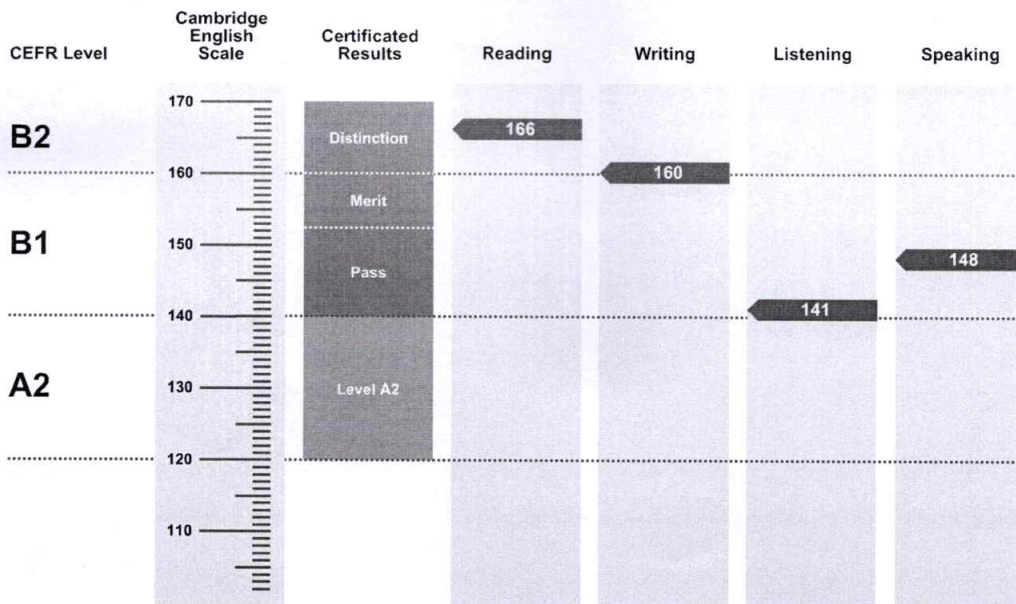 CEFR Level
Cambridge
English
Scale
Certificated
Results
Reading
Writing
Listening
Speaking
170
B2
Distinction
166
160
160
Merit
B1
150
Pass
148
140
141
A2
130
Level A2
120
110